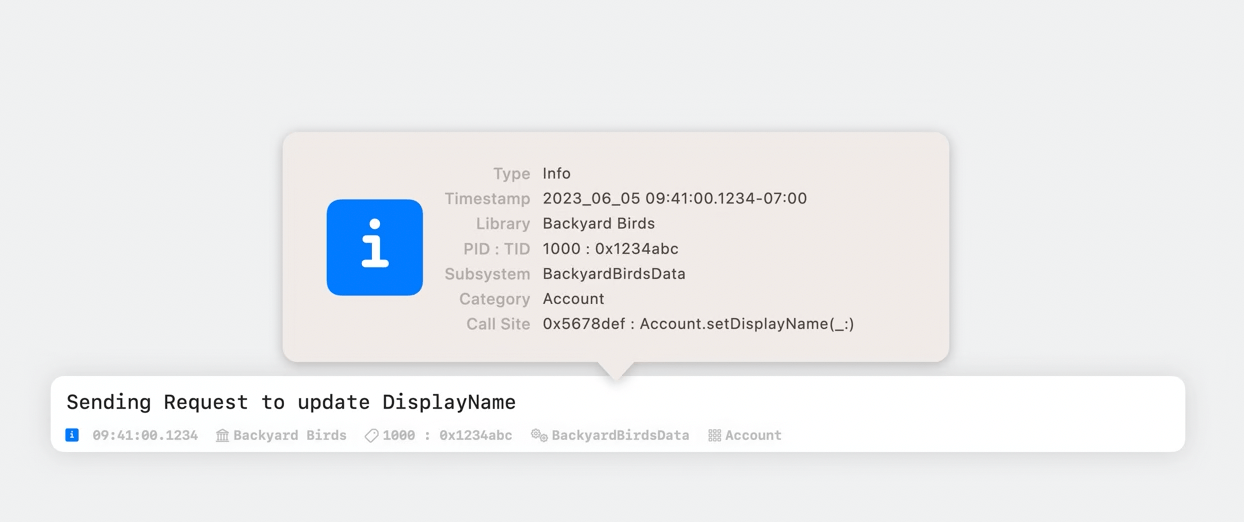 Type Info
Timestamp 2023_06_05 09:41:00.1234-07:00
Library Backyard Birds
PID : TID 1000 : 0x1234abc
Subsystem BackyardBirdsData
Category Account
Call Site 0x5678def : Account.setDisplayName(_:)
Sending Request to update DisplayName
09:41:00.1234 Backyard Birds 1000 : 0x1234abc BackyardBirdsData Account